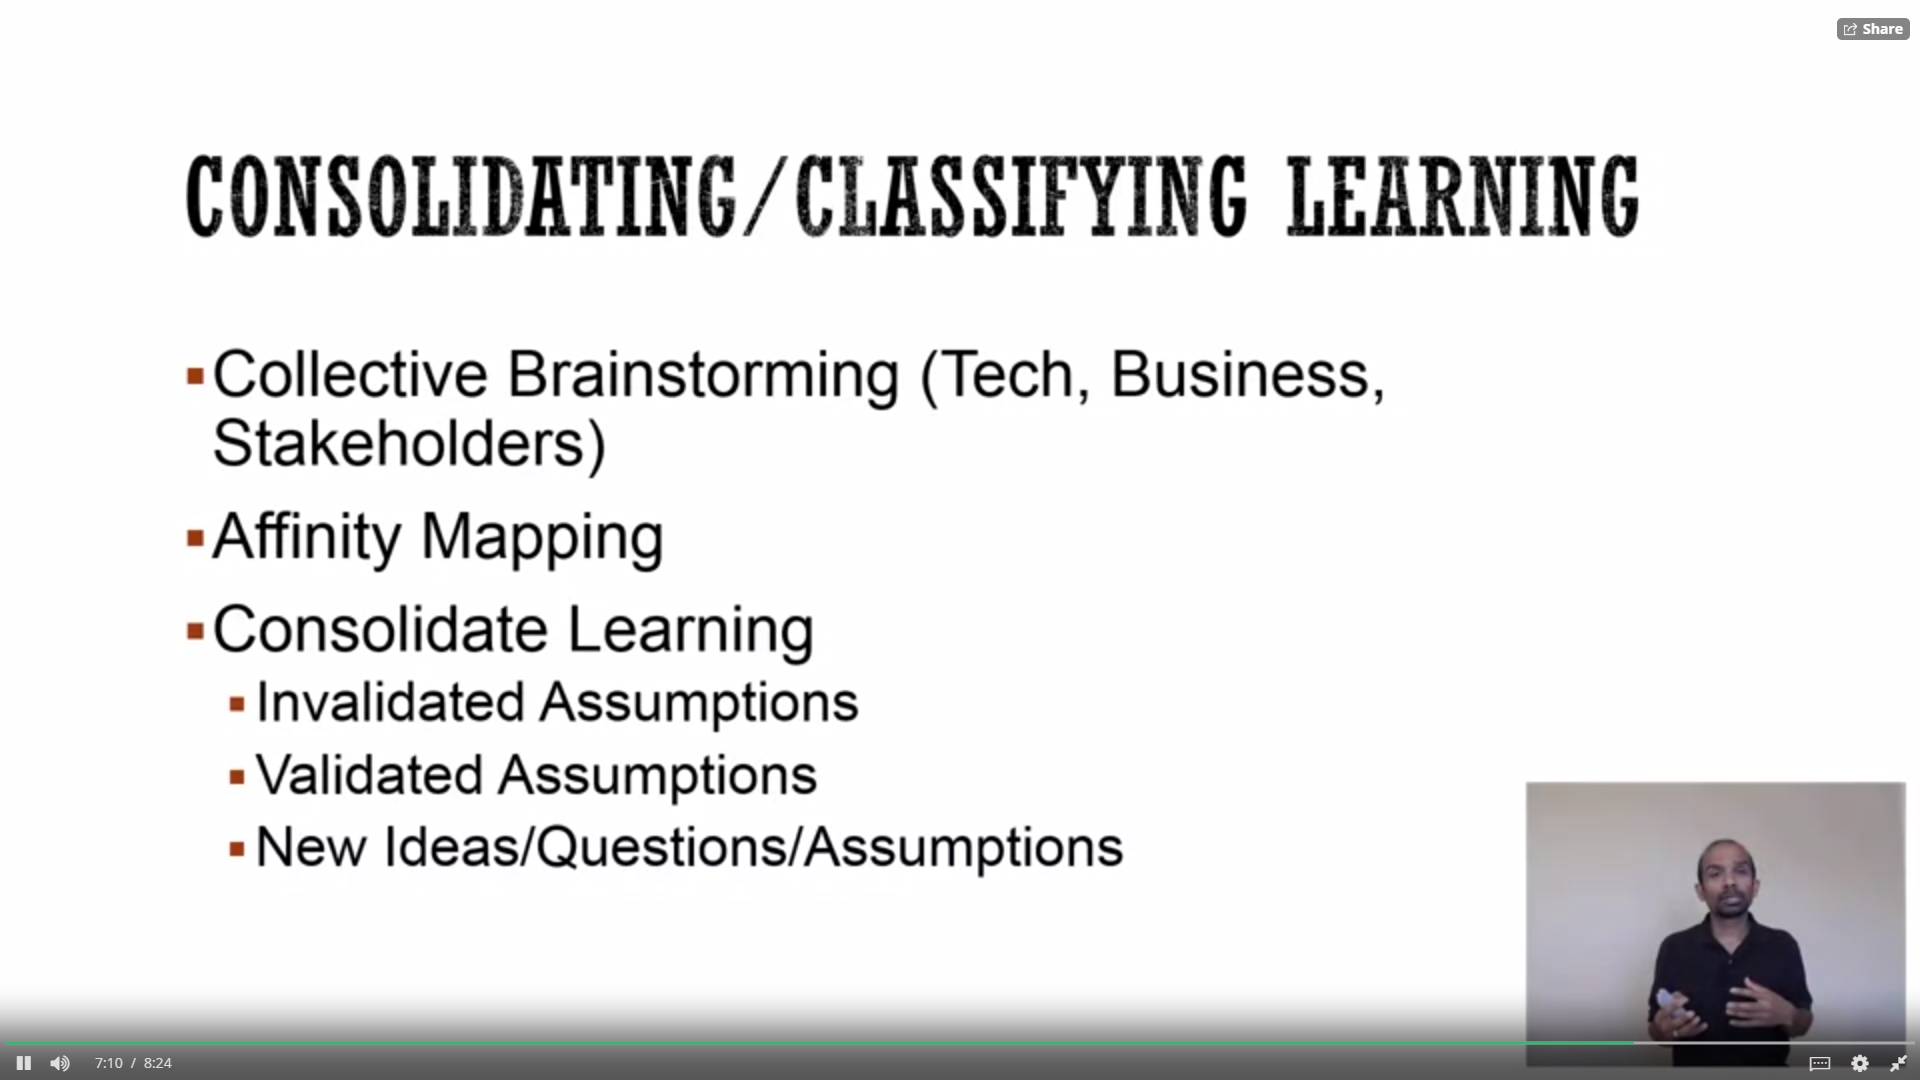 Share
CONSOLIDATING/CLASSIFYING LEARNING
Collective Brainstorming (Tech, Business,
Stakeholders)
Affinity Mapping
Consolidate Learning
Invalidated Assumptions
Validated Assumptions
New Ideas/Questions/Assumptions
7:10 / 8:24